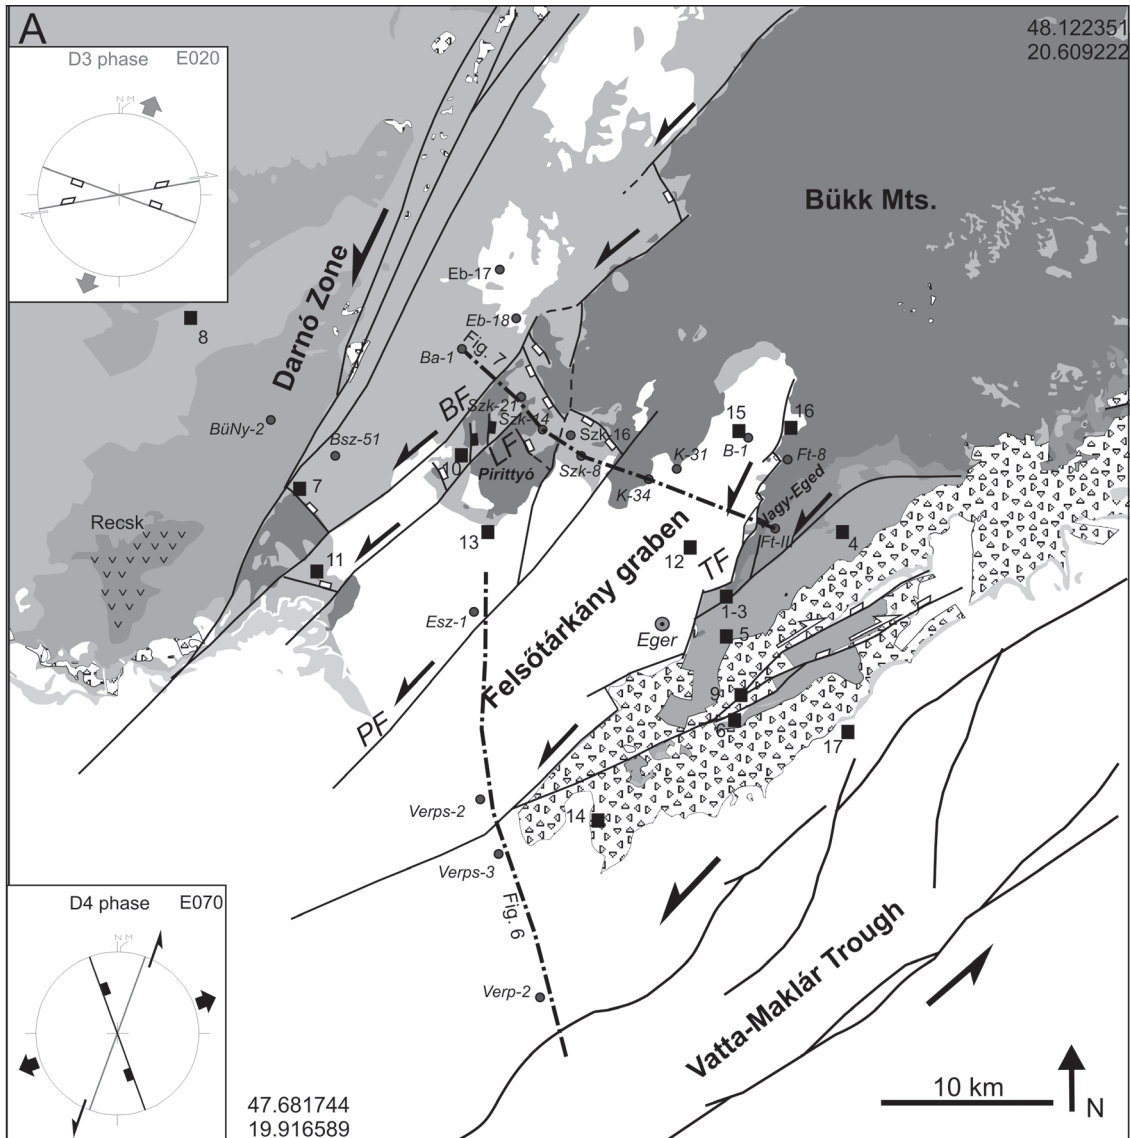 A
D3 phase E020
N M
48.122351
20.609222
Bükk Mts.
Darnó Zone
Eb-17
Eb-18
Fig. 7
Ba-1
8
BF
Szk-21
Szk-14
LF
BüNy-2
Bsz-51
Szk-16
15
16
B-1
10
Pirittyó
Szk-8
K-31
Ft-8
K-34
7
Nagy-Eged
Recsk
13
Ft-II
4
12
TF
11
1-3
Esz-1
Eger
5
Felsőtárkány graben
PF
9
6
17
Verps-2
14
Verps-3
Fig. 6
D4 phase E070
N M
Verp-2
Vatta-Maklár Trough
10 km
N
47.681744
19.916589